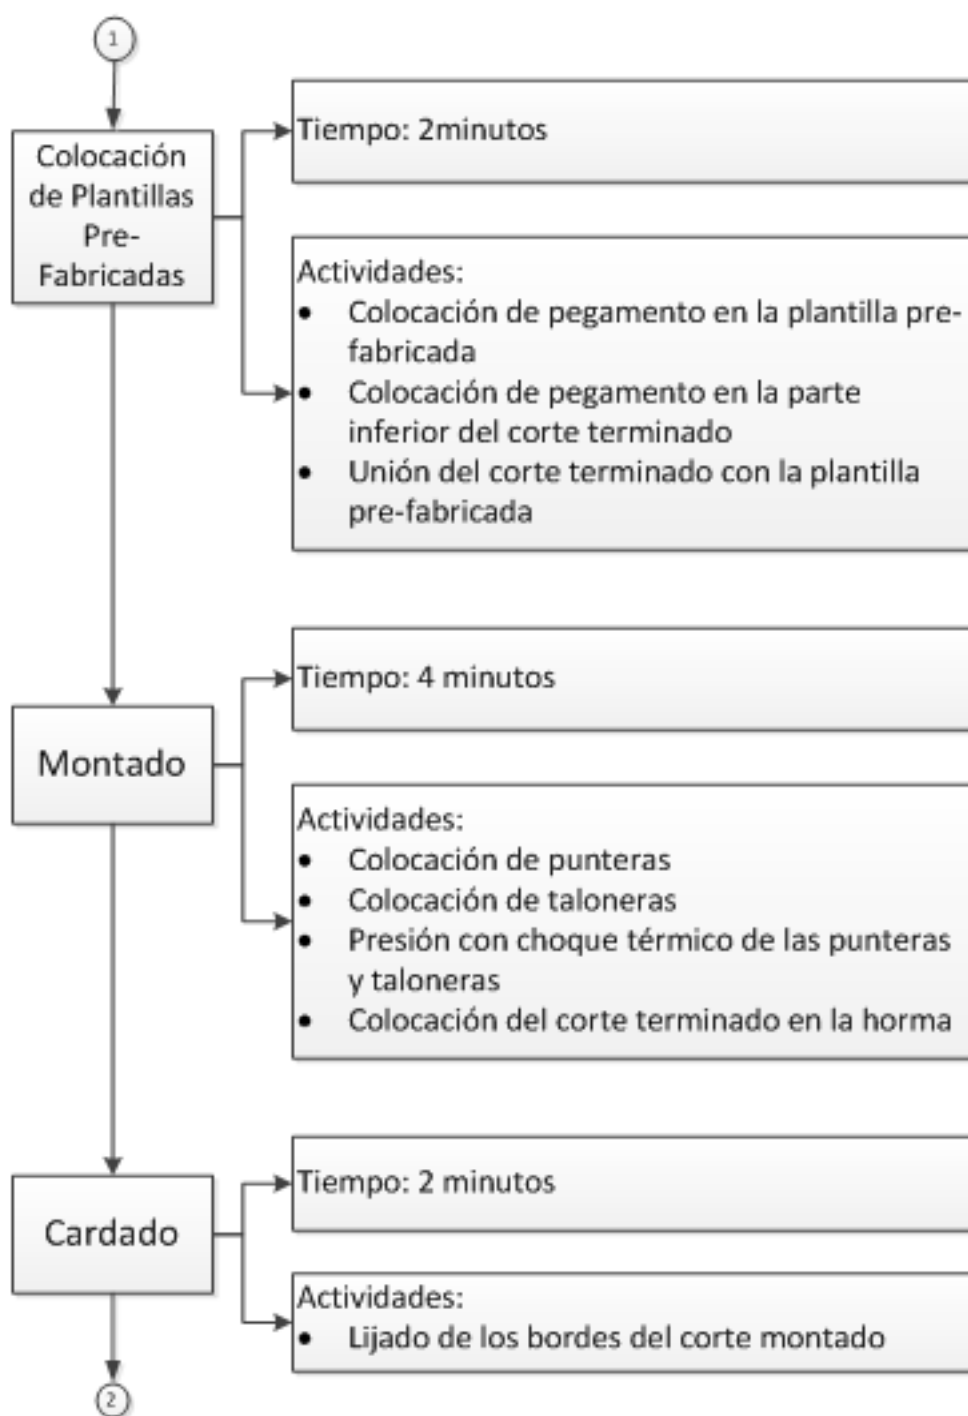 1
Colocación
de Plantillas
Pre-
Fabricadas
Tiempo: 2minutos
Actividades:
• Colocación de pegamento en la plantilla pre-
fabricada
• Colocación de pegamento en la parte
inferior del corte terminado
• Unión del corte terminado con la plantilla
pre-fabricada
Montado
Tiempo: 4 minutos
Actividades:
• Colocación de punteras
• Colocación de taloneras
• Presión con choque térmico de las punteras
y taloneras
• Colocación del corte terminado en la horma
Cardado
Tiempo: 2 minutos
Actividades:
• Lijado de los bordes del corte montado
2